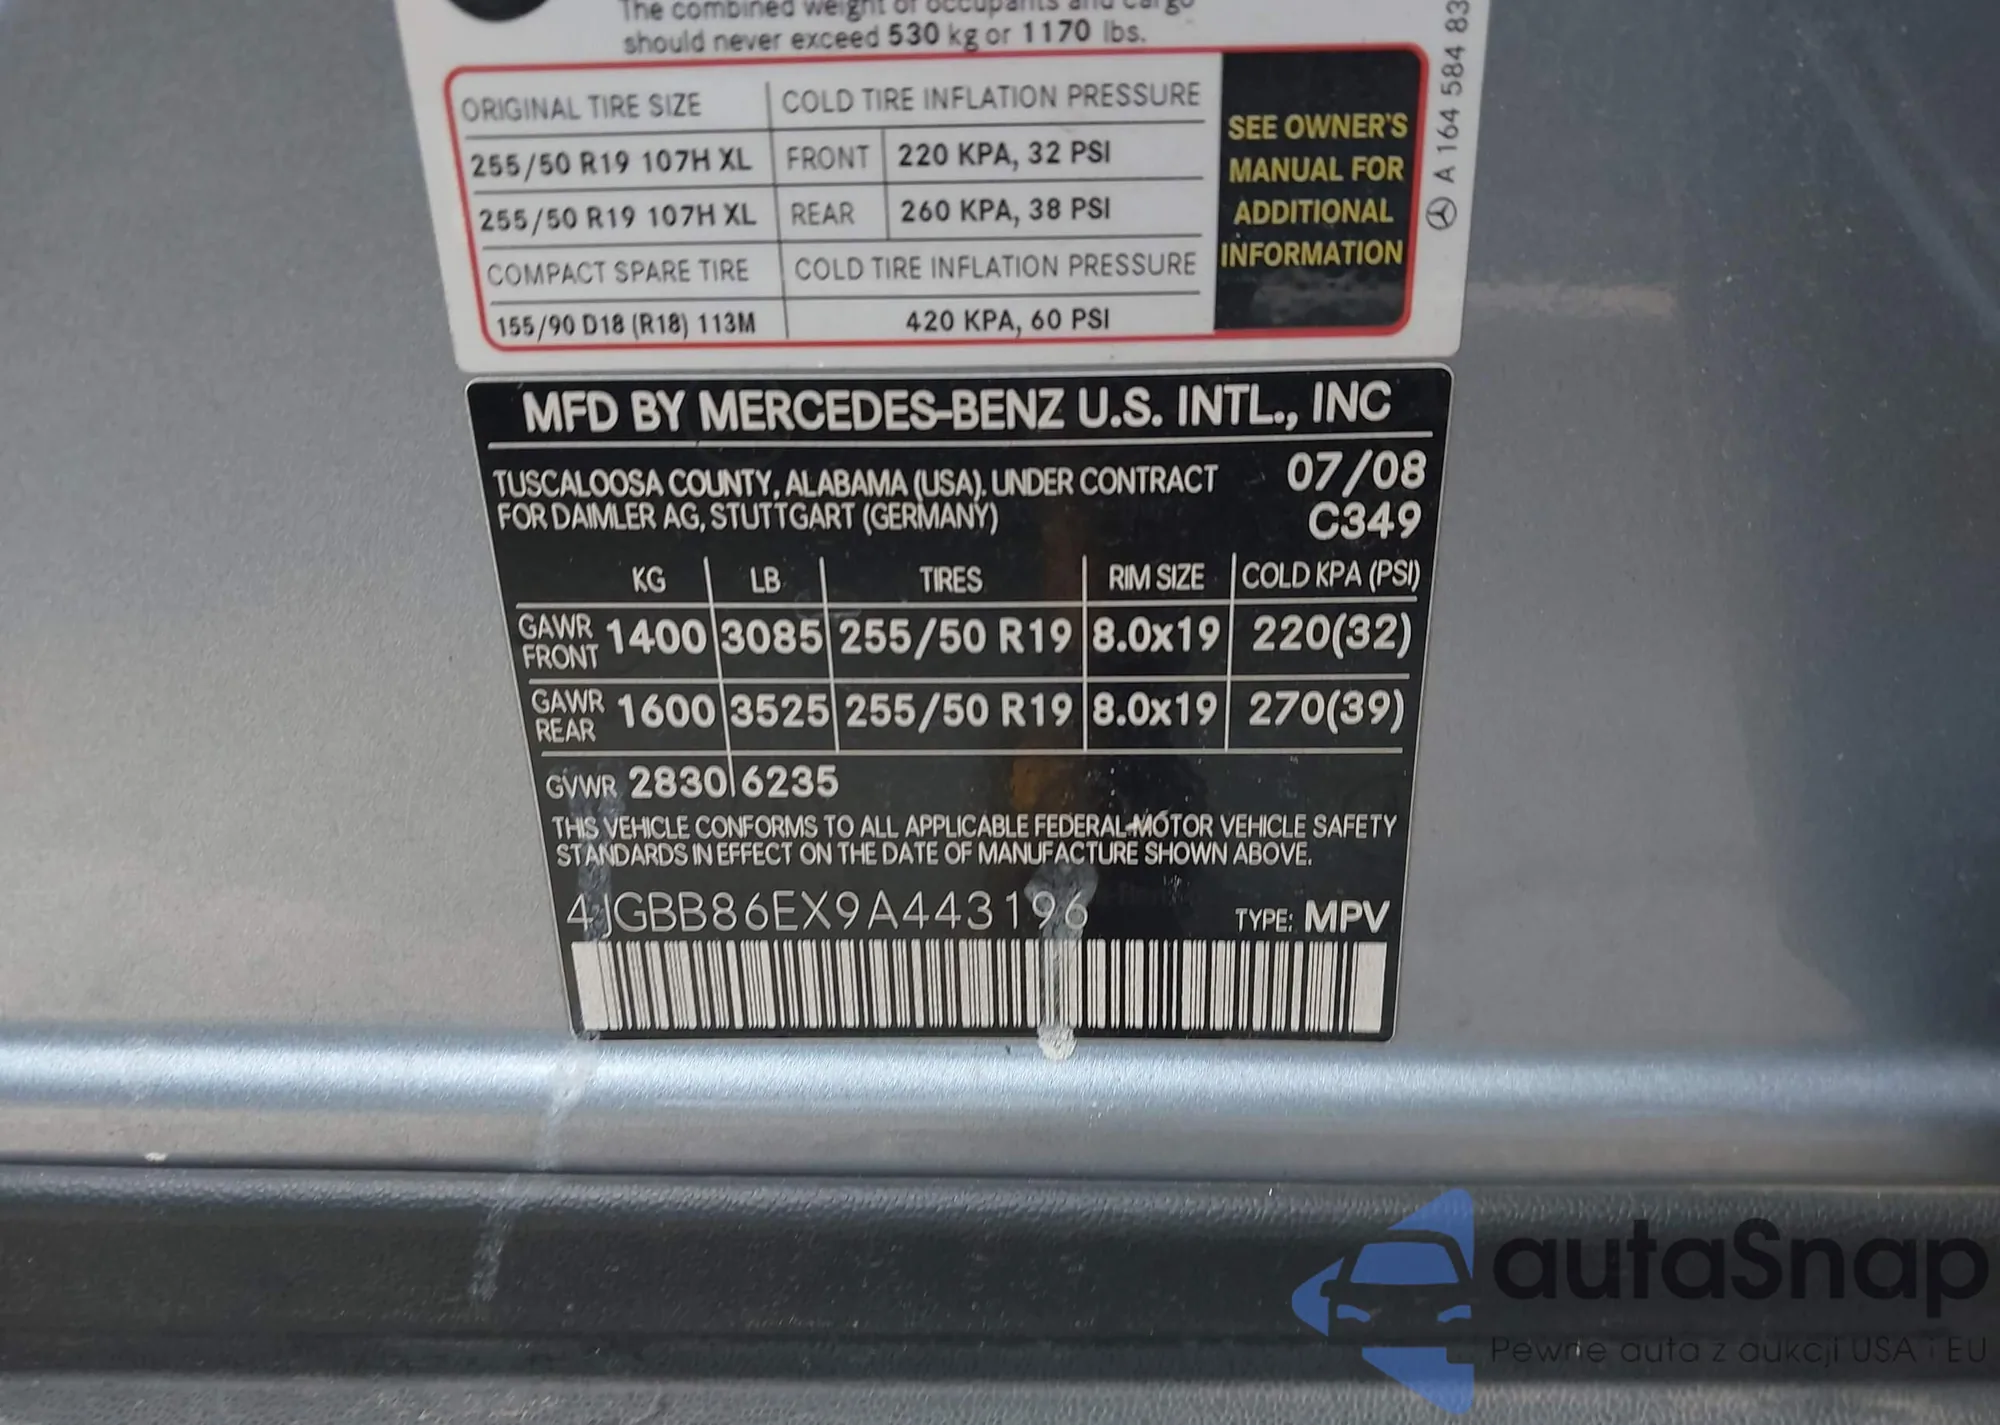 The combined weight of occupants and cargo
should never exceed 530 kg or 1170 lbs.
ORIGINAL TIRE SIZE COLD TIRE INFLATION PRESSURE
255/50 R19 107H XL FRONT 220 KPA, 32 PSI
255/50 R19 107H XL REAR 260 KPA, 38 PSI
COMPACT SPARE TIRE COLD TIRE INFLATION PRESSURE
155/90 D18 (R18) 113M 420 KPA, 60 PSI
SEE OWNER'S
MANUAL FOR
ADDITIONAL
INFORMATION
A 164 584 83
MFD BY MERCEDES-BENZ U.S. INTL., INC
TUSCALOOSA COUNTY, ALABAMA (USA). UNDER CONTRACT 07/08
FOR DAIMLER AG, STUTTGART (GERMANY) C349
KG LB TIRES RIM SIZE COLD KPA (PSI)
GAWR FRONT 1400 3085 255/50 R19 8.0x19 220(32)
GAWR REAR 1600 3525 255/50 R19 8.0x19 270(39)
GVWR 2830 6235
THIS VEHICLE CONFORMS TO ALL APPLICABLE FEDERAL MOTOR VEHICLE SAFETY
STANDARDS IN EFFECT ON THE DATE OF MANUFACTURE SHOWN ABOVE.
4JGBB86EX9A443196 TYPE: MPV
autaSnap
Pewne auta z aukcji USA i EU